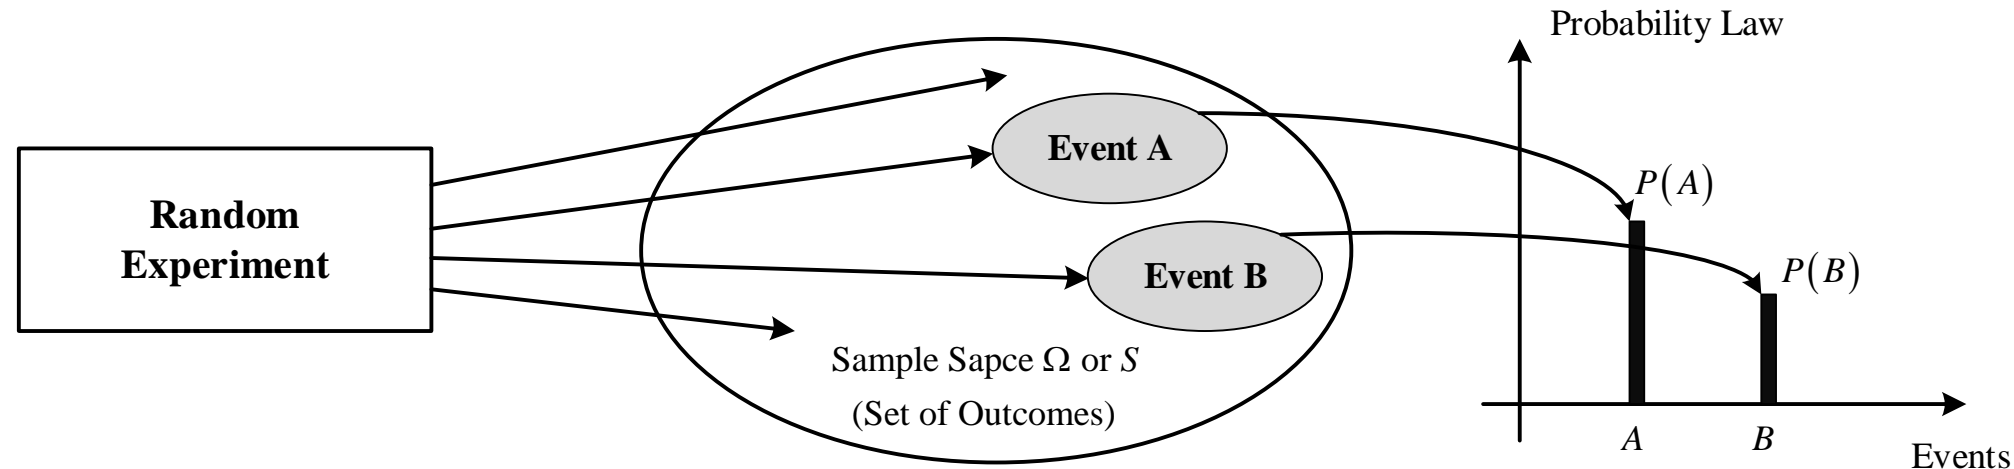 Probability Law
Event A
P(A)
Random
Experiment
Event B
P(B)
Sample Sapce Ω or S
(Set of Outcomes)
A
B
Events